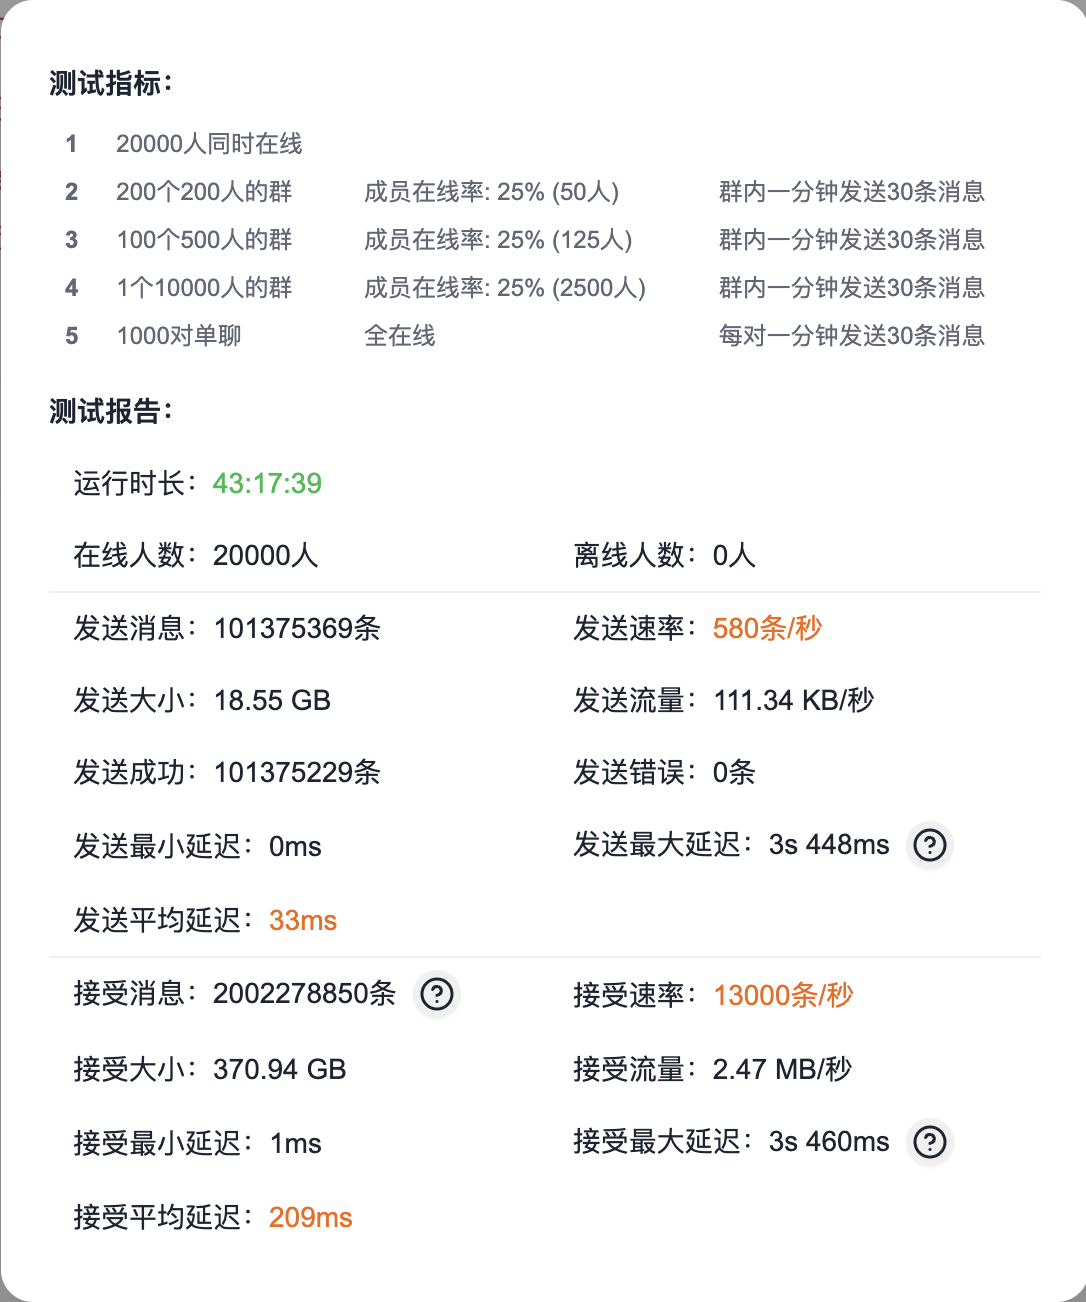 测试指标：
1 20000人同时在线
2 200个200人的群 成员在线率: 25% (50人) 群内一分钟发送30条消息
3 100个500人的群 成员在线率: 25% (125人) 群内一分钟发送30条消息
4 1个10000人的群 成员在线率: 25% (2500人) 群内一分钟发送30条消息
5 1000对单聊 全在线 每对一分钟发送30条消息
测试报告：
运行时长：43:17:39
在线人数：20000人 离线人数：0人
发送消息：101375369条 发送速率：580条/秒
发送大小：18.55 GB 发送流量：111.34 KB/秒
发送成功：101375229条 发送错误：0条
发送最小延迟：0ms 发送最大延迟：3s 448ms ?
发送平均延迟：33ms
接受消息：2002278850条 ? 接受速率：13000条/秒
接受大小：370.94 GB 接受流量：2.47 MB/秒
接受最小延迟：1ms 接受最大延迟：3s 460ms ?
接受平均延迟：209ms